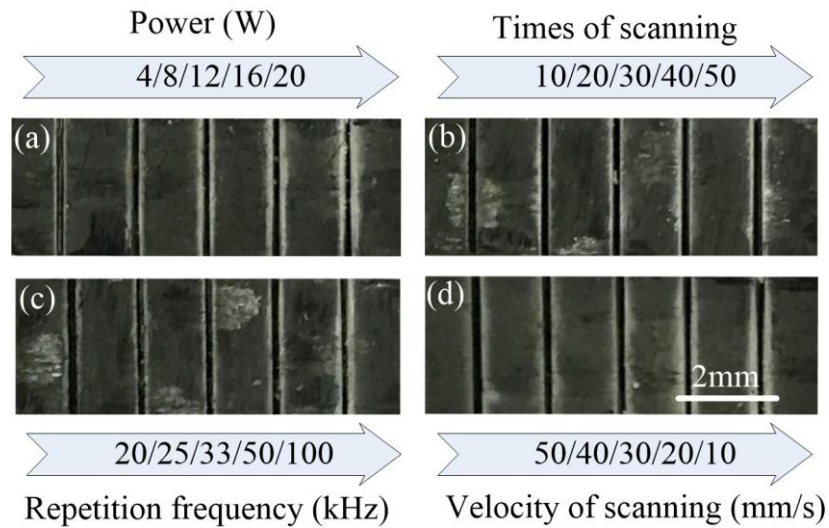 Power (W)
Times of scanning
4/8/12/16/20
10/20/30/40/50
(a)
(b)
(c)
(d)
2mm
20/25/33/50/100
50/40/30/20/10
Repetition frequency (kHz)
Velocity of scanning (mm/s)